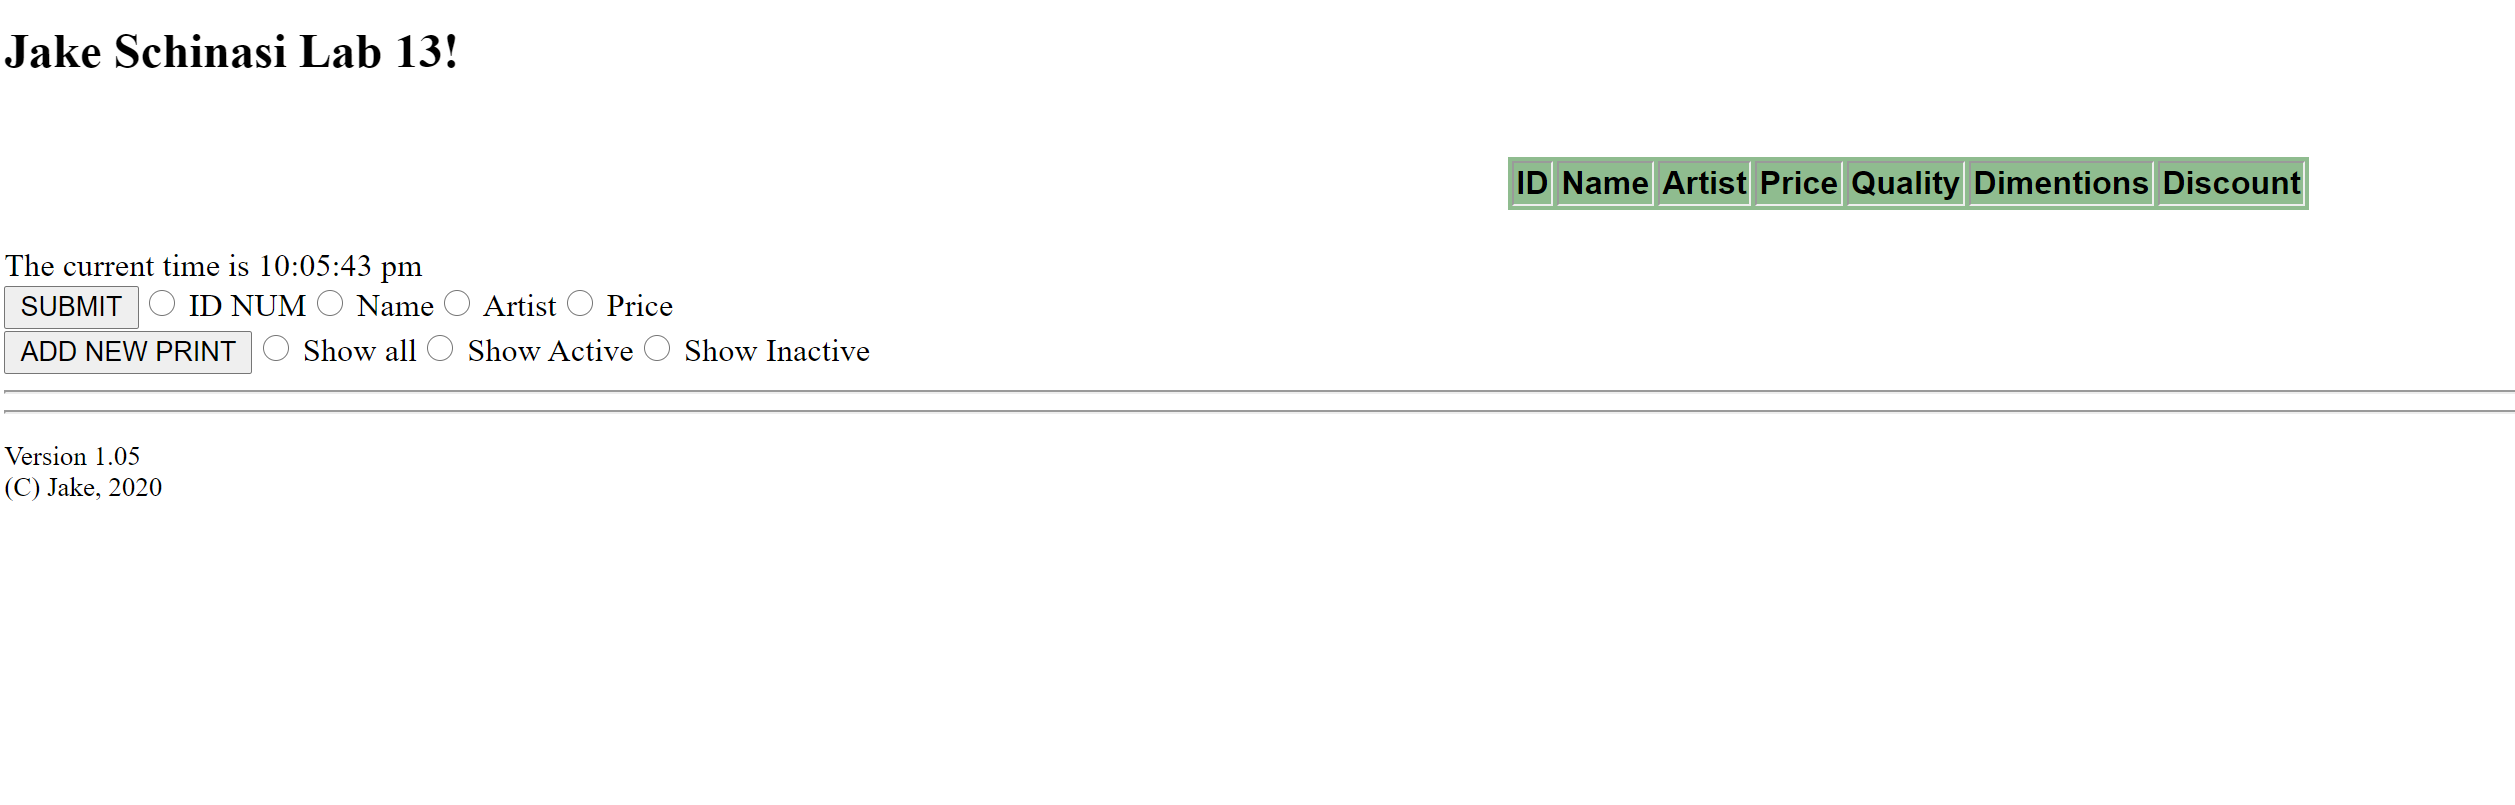 Jake Schinasi Lab 13!
ID Name Artist Price Quality Dimentions Discount
The current time is 10:05:43 pm
SUBMIT ID NUM Name Artist Price
ADD NEW PRINT Show all Show Active Show Inactive
Version 1.05
(C) Jake, 2020